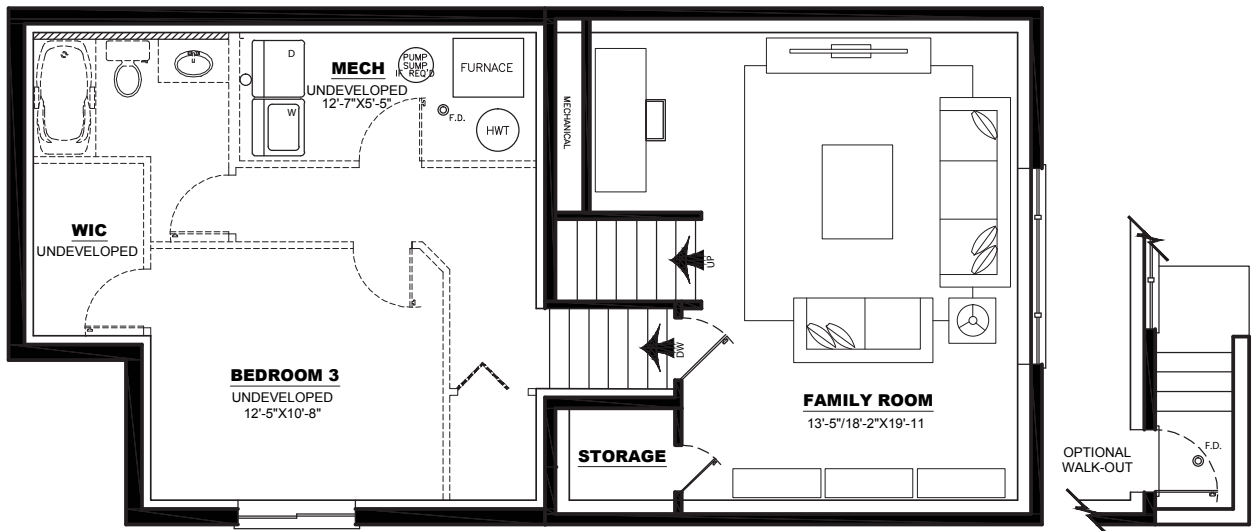 D
MECH
UNDEVELOPED
12'-7"X5'-5"
PUMP
SUMP
IF REQ'D
FURNACE
W
F.D.
HWT
MECHANICAL
WIC
UNDEVELOPED
UP
DW
BEDROOM 3
UNDEVELOPED
12'-5"X10'-8"
FAMILY ROOM
13'-5"/18'-2"X19'-11
STORAGE
OPTIONAL
WALK-OUT
F.D.